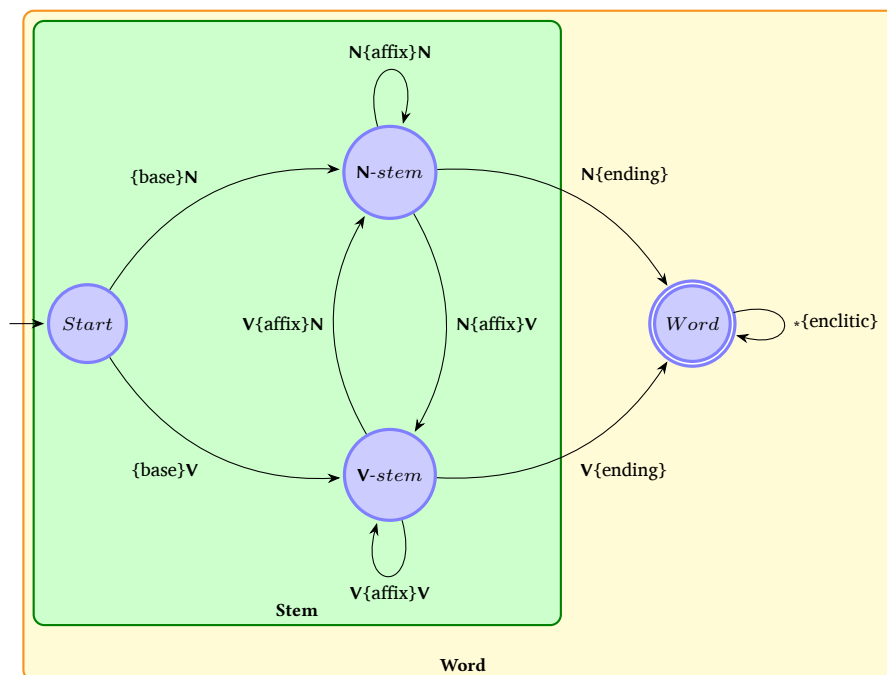 N{affix}N
{base}N
N-stem
N{ending}
Start
V{affix}N
N{affix}V
Word
*{enclitic}
{base}V
V-stem
V{ending}
V{affix}V
Stem
Word